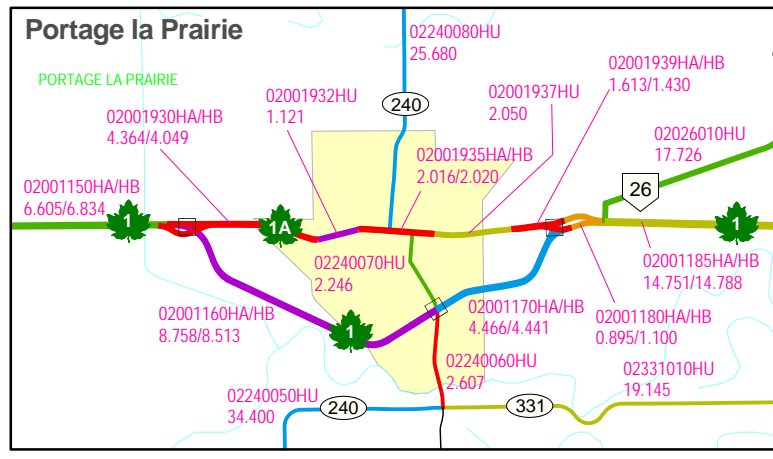 Portage la Prairie
PORTAGE LA PRAIRIE
02240080HU
25.680
02001939HA/HB
1.613/1.430
02001937HU
2.050
02001932HU
1.121
02001930HA/HB
4.364/4.049
240
02001935HA/HB
2.016/2.020
02026010HU
17.726
26
02001150HA/HB
6.605/6.834
1
1A
1
02240070HU
2.246
02001185HA/HB
14.751/14.788
02001160HA/HB
8.758/8.513
1
02001170HA/HB
4.466/4.441
02001180HA/HB
0.895/1.100
02240060HU
2.607
02331010HU
19.145
02240050HU
34.400
240
331